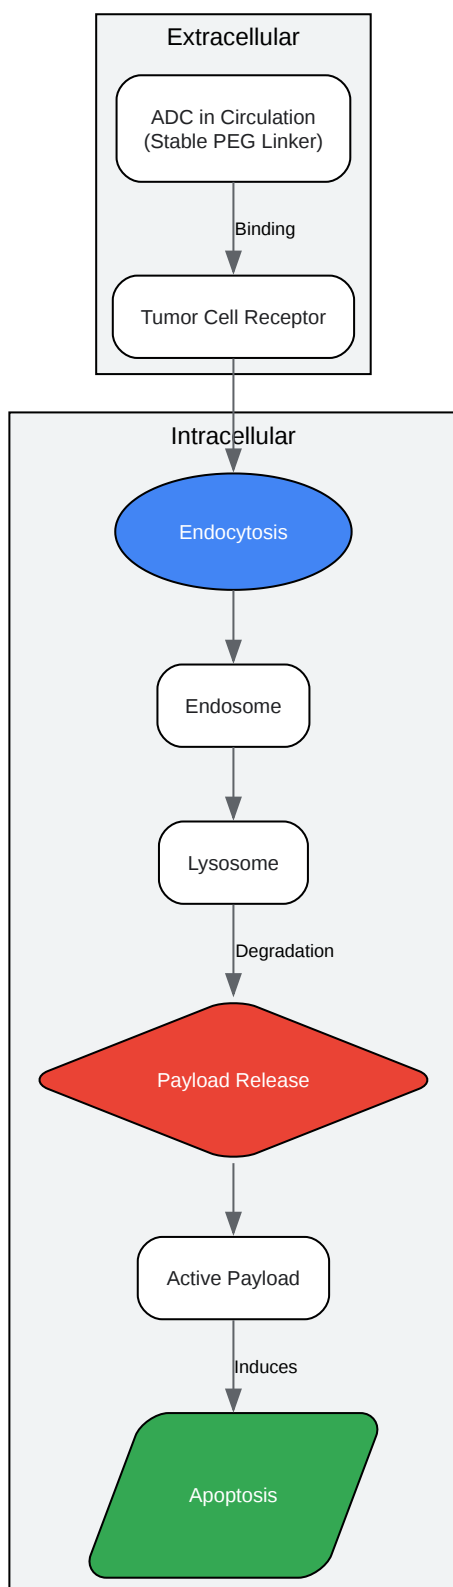 Extracellular
ADC in Circulation
(Stable PEG Linker)
Binding
Tumor Cell Receptor
Intracellular
Endocytosis
Endosome
Lysosome
Degradation
Payload Release
Active Payload
Induces
Apoptosis